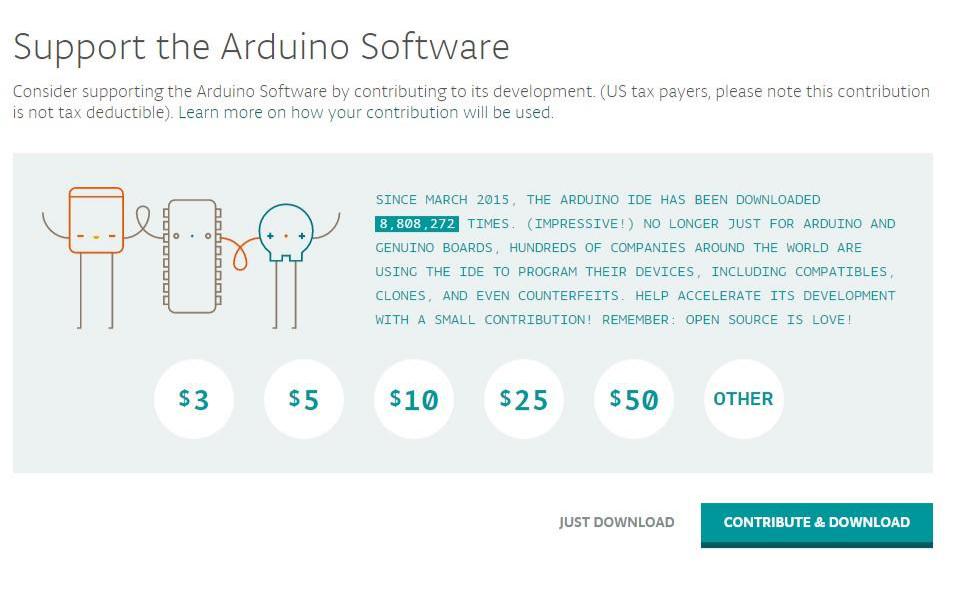 Support the Arduino Software
Consider supporting the Arduino Software by contributing to its development. (US tax payers, please note this contribution
is not tax deductible). Learn more on how your contribution will be used.
SINCE MARCH 2015, THE ARDUINO IDE HAS BEEN DOWNLOADED
8,808,272 TIMES. (IMPRESSIVE!) NO LONGER JUST FOR ARDUINO AND
GENUINO BOARDS, HUNDREDS OF COMPANIES AROUND THE WORLD ARE
USING THE IDE TO PROGRAM THEIR DEVICES, INCLUDING COMPATIBLES,
CLONES, AND EVEN COUNTERFEITS. HELP ACCELERATE ITS DEVELOPMENT
WITH A SMALL CONTRIBUTION! REMEMBER: OPEN SOURCE IS LOVE!
$3 $5 $10 $25 $50 OTHER
JUST DOWNLOAD CONTRIBUTE & DOWNLOAD